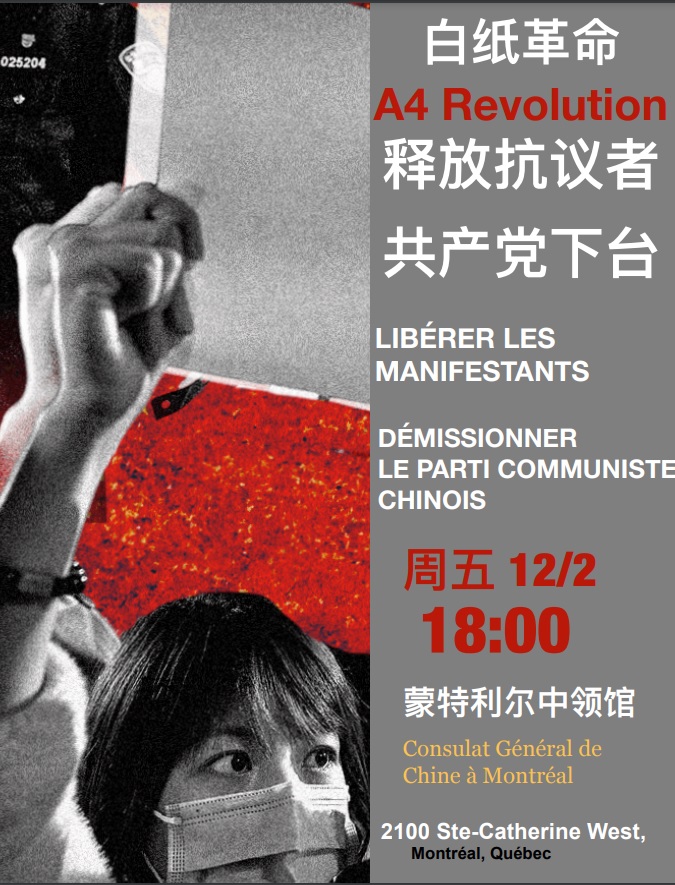 025204
白纸革命
A4 Revolution
释放抗议者
共产党下台
LIBÉRER LES
MANIFESTANTS
DÉMISSIONNER
LE PARTI COMMUNISTE
CHINOIS
周五 12/2
18:00
蒙特利尔中领馆
Consulat Général de
Chine à Montréal
2100 Ste-Catherine West,
Montréal, Québec